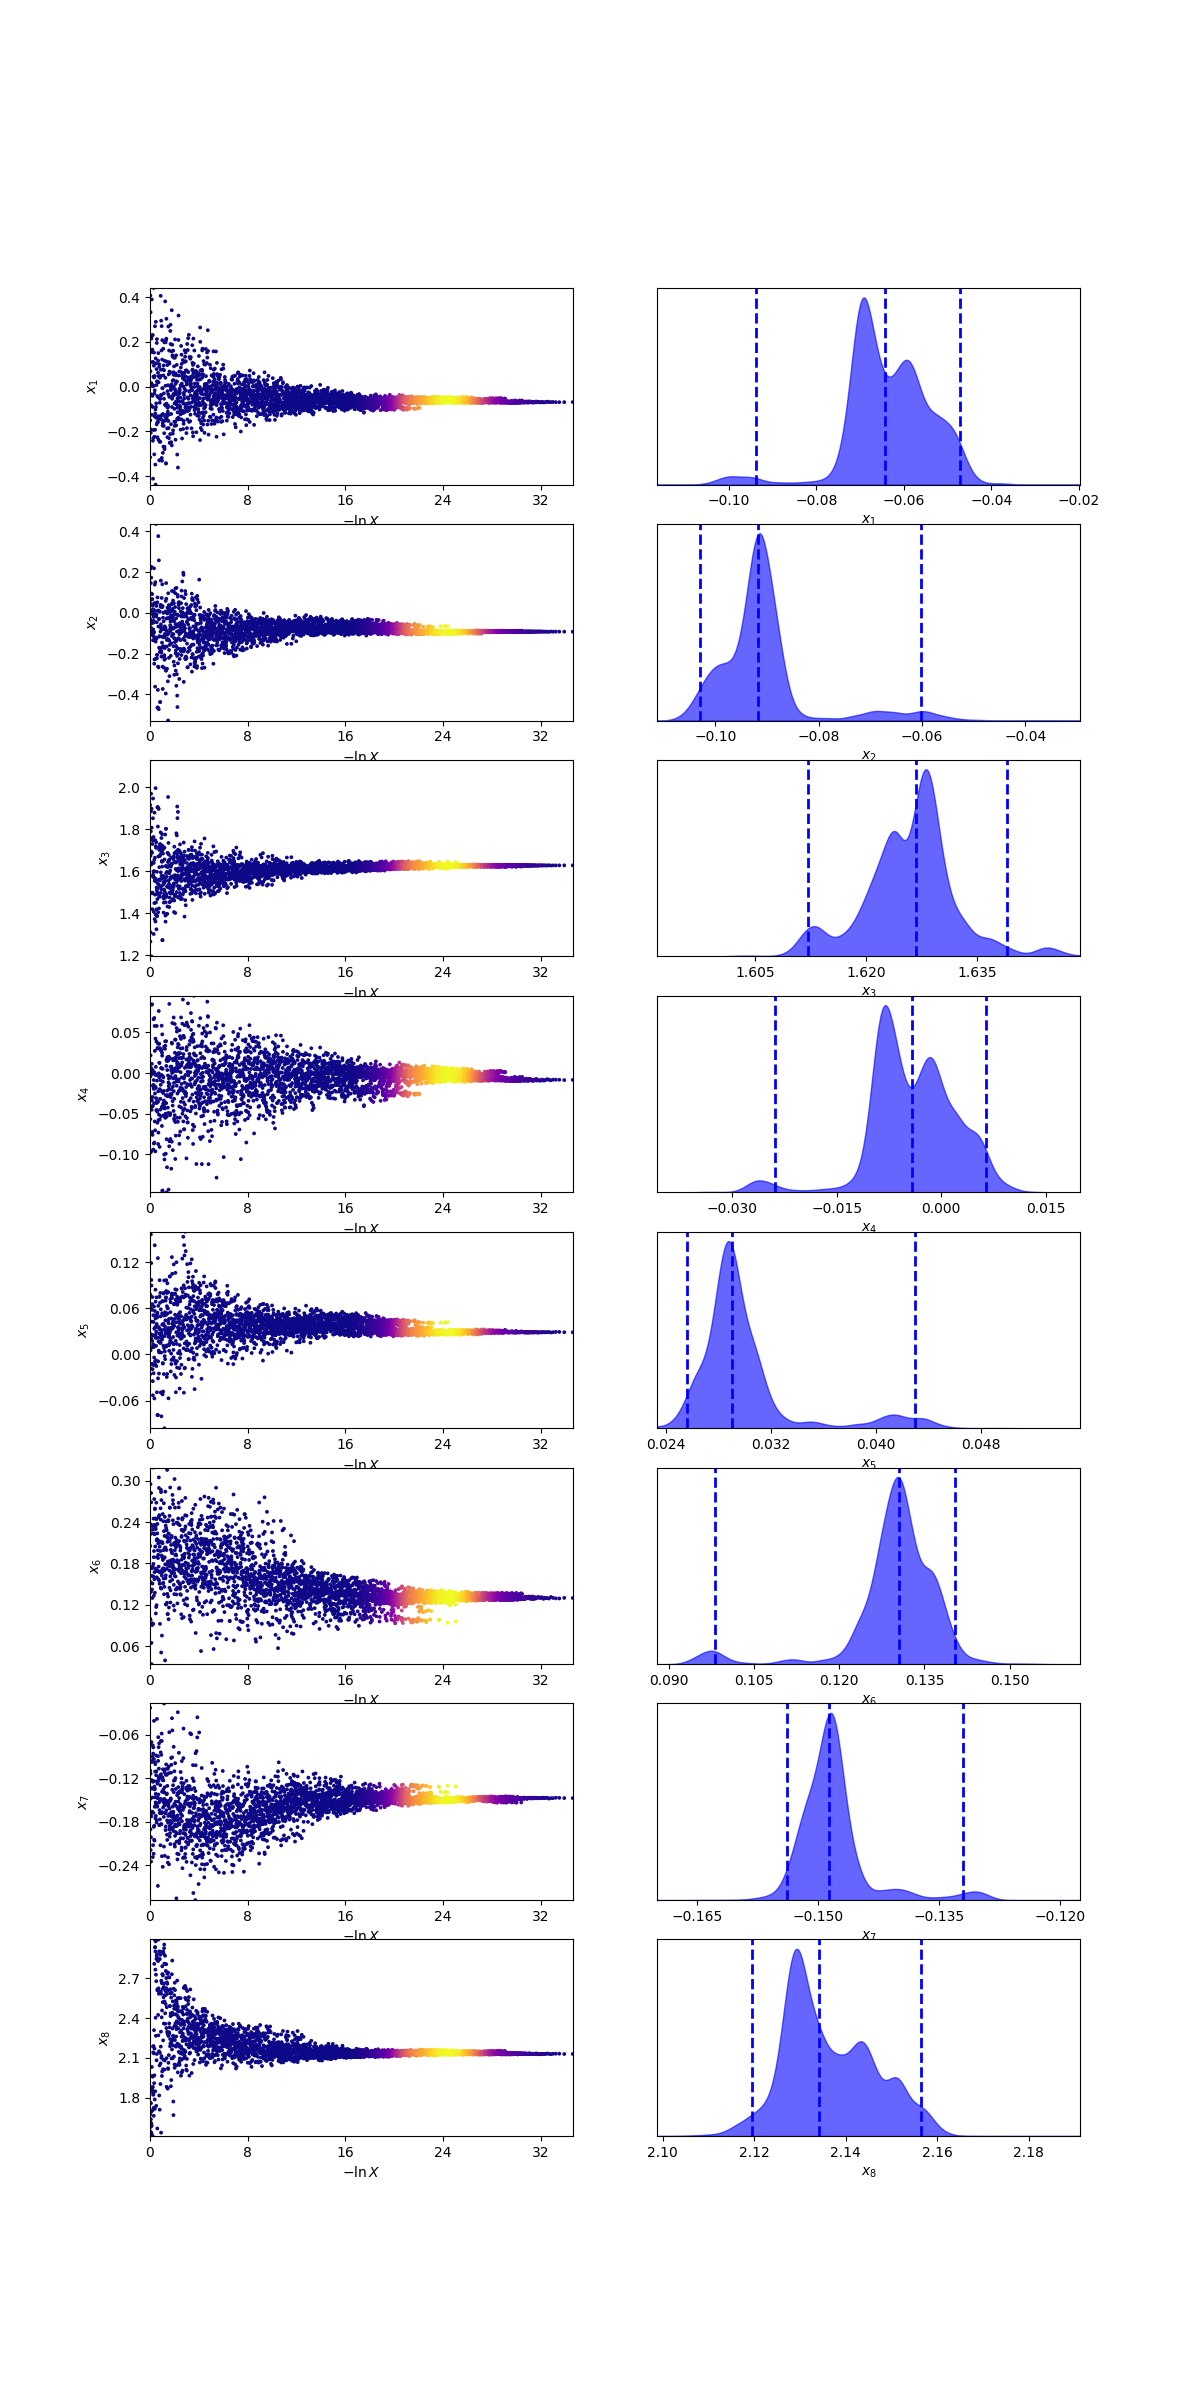 0.4
0.2
0.0
−0.2
−0.4
x₁
0 8 16 24 32
−ln X
−0.10 −0.08 −0.06 −0.04 −0.02
x₁
0.4
0.2
0.0
−0.2
−0.4
x₂
0 8 16 24 32
−ln X
−0.10 −0.08 −0.06 −0.04
x₂
2.0
1.8
1.6
1.4
1.2
x₃
0 8 16 24 32
−ln X
1.605 1.620 1.635
x₃
0.05
0.00
−0.05
−0.10
x₄
0 8 16 24 32
−ln X
−0.030 −0.015 0.000 0.015
x₄
0.12
0.06
0.00
−0.06
x₅
0 8 16 24 32
−ln X
0.024 0.032 0.040 0.048
x₅
0.30
0.24
0.18
0.12
0.06
x₆
0 8 16 24 32
−ln X
0.090 0.105 0.120 0.135 0.150
x₆
−0.06
−0.12
−0.18
−0.24
x₇
0 8 16 24 32
−ln X
−0.165 −0.150 −0.135 −0.120
x₇
2.7
2.4
2.1
1.8
x₈
0 8 16 24 32
−ln X
2.10 2.12 2.14 2.16 2.18
x₈